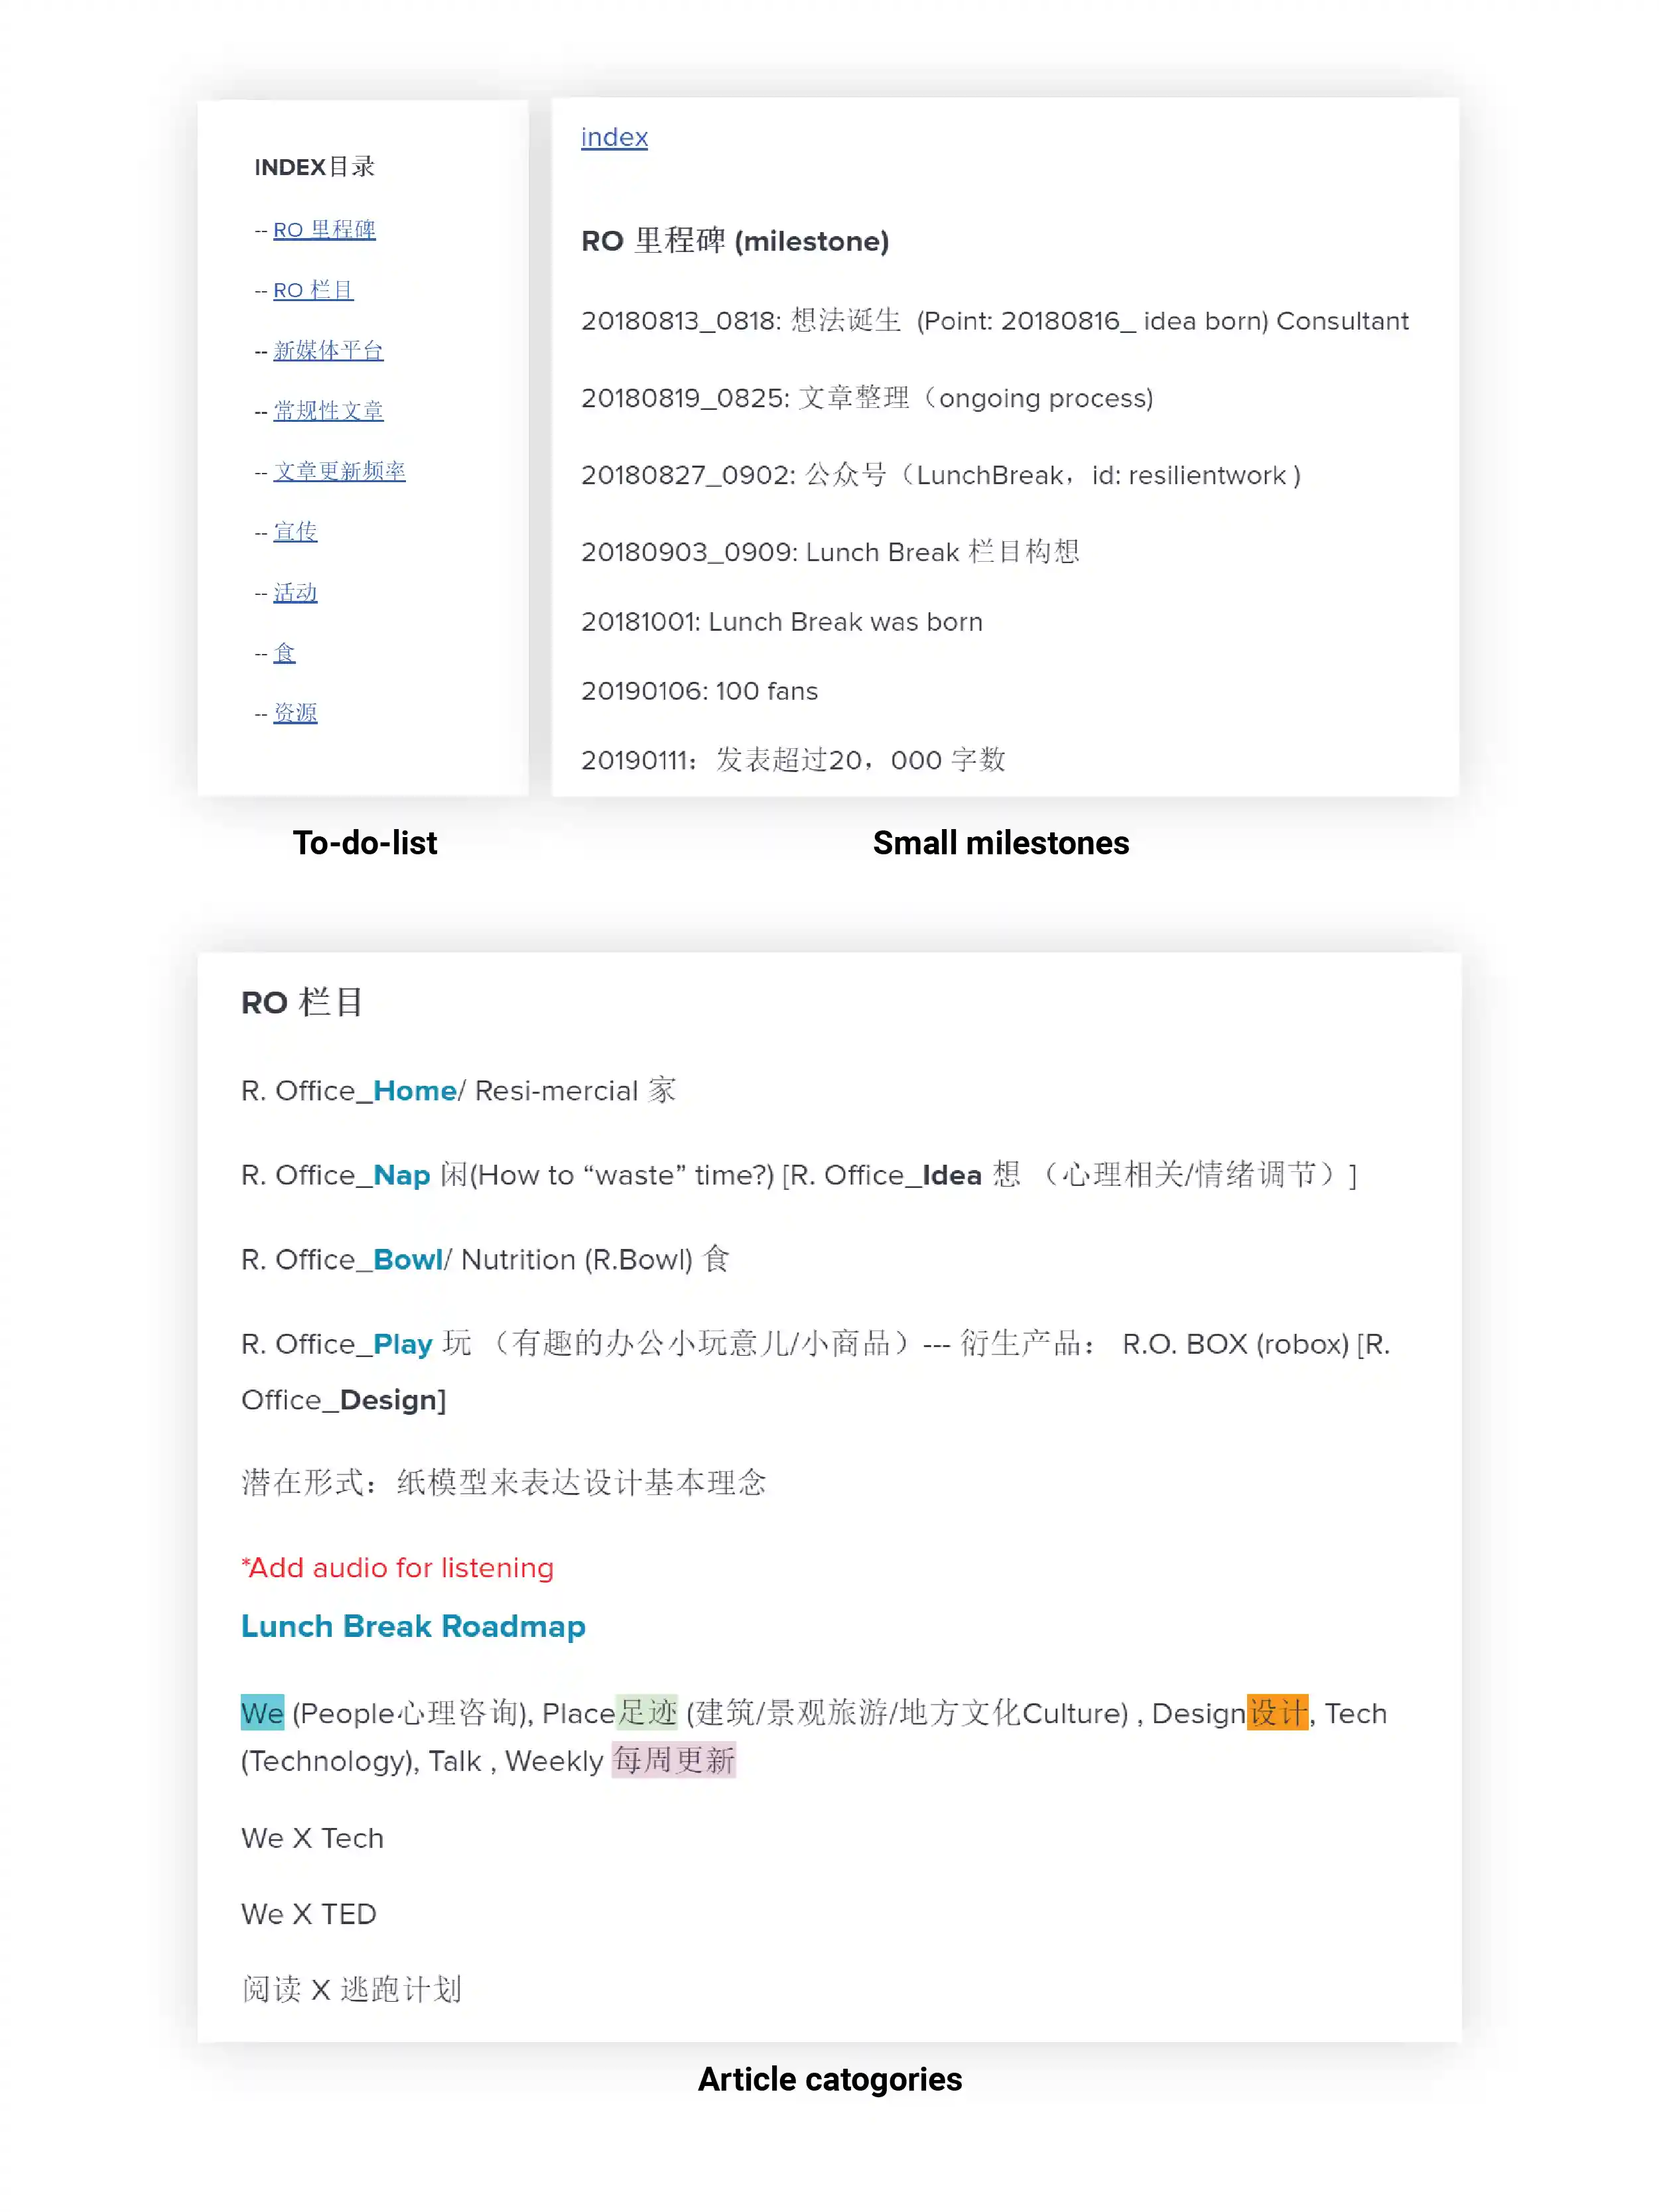 INDEX目录
-- RO 里程碑
-- RO 栏目
-- 新媒体平台
-- 常规性文章
-- 文章更新频率
-- 宣传
-- 活动
-- 食
-- 资源
To-do-list
index
RO 里程碑 (milestone)
20180813_0818: 想法诞生 (Point: 20180816_ idea born) Consultant
20180819_0825: 文章整理（ongoing process)
20180827_0902: 公众号（LunchBreak，id: resilientwork )
20180903_0909: Lunch Break 栏目构想
20181001: Lunch Break was born
20190106: 100 fans
20190111：发表超过20，000 字数
Small milestones
RO 栏目
R. Office_Home/ Resi-mercial 家
R. Office_Nap 闲(How to “waste” time?) [R. Office_Idea 想 （心理相关/情绪调节）]
R. Office_Bowl/ Nutrition (R.Bowl) 食
R. Office_Play 玩 （有趣的办公小玩意儿/小商品）--- 衍生产品： R.O. BOX (robox) [R.
Office_Design]
潜在形式：纸模型来表达设计基本理念
*Add audio for listening
Lunch Break Roadmap
We (People心理咨询), Place足迹 (建筑/景观旅游/地方文化Culture) , Design设计, Tech
(Technology), Talk , Weekly 每周更新
We X Tech
We X TED
阅读 X 逃跑计划
Article catogories